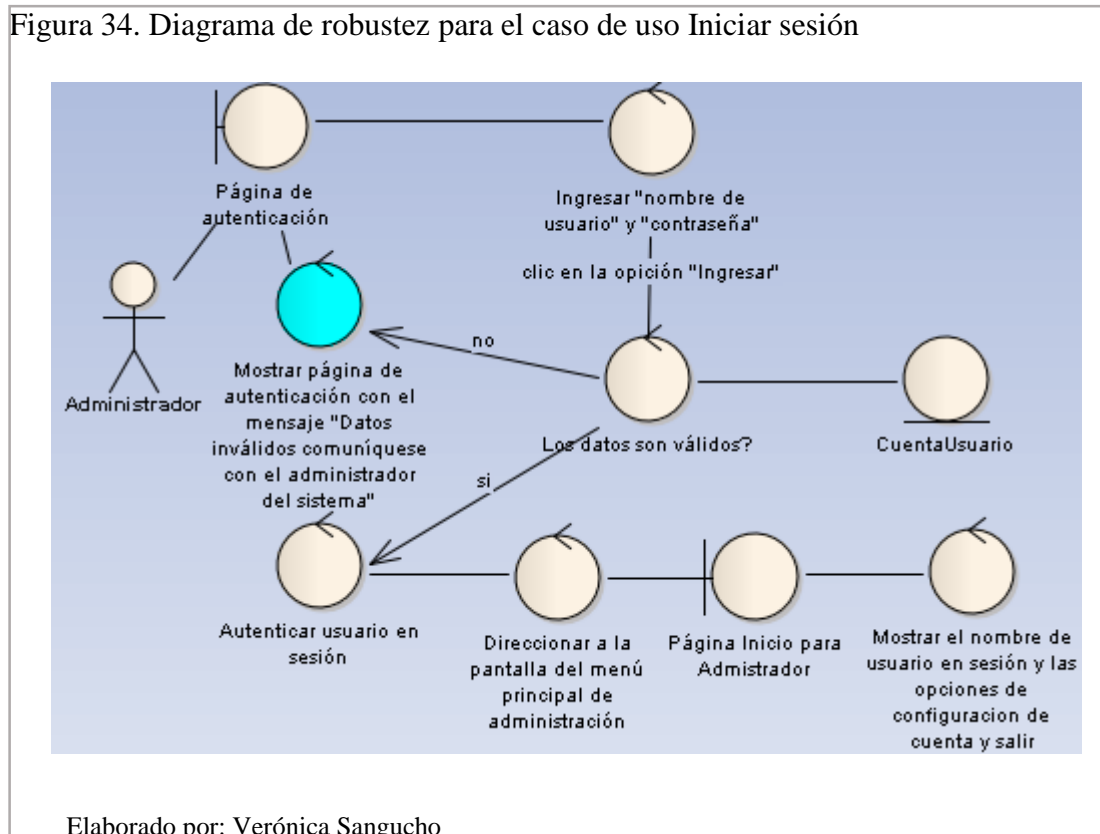 Figura 34. Diagrama de robustez para el caso de uso Iniciar sesión
Página de
autenticación
Ingresar "nombre de
usuario" y "contraseña"
clic en la opición "Ingresar"
Administrador
no
Mostrar página de
autenticación con el
mensaje "Datos
inválidos comuníquese
con el administrador
del sistema"
Los datos son válidos?
CuentaUsuario
si
Autenticar usuario en
sesión
Direccionar a la
pantalla del menú
principal de
administración
Página Inicio para
Admistrador
Mostrar el nombre de
usuario en sesión y las
opciones de
configuracion de
cuenta y salir
Elaborado por: Verónica Sangucho